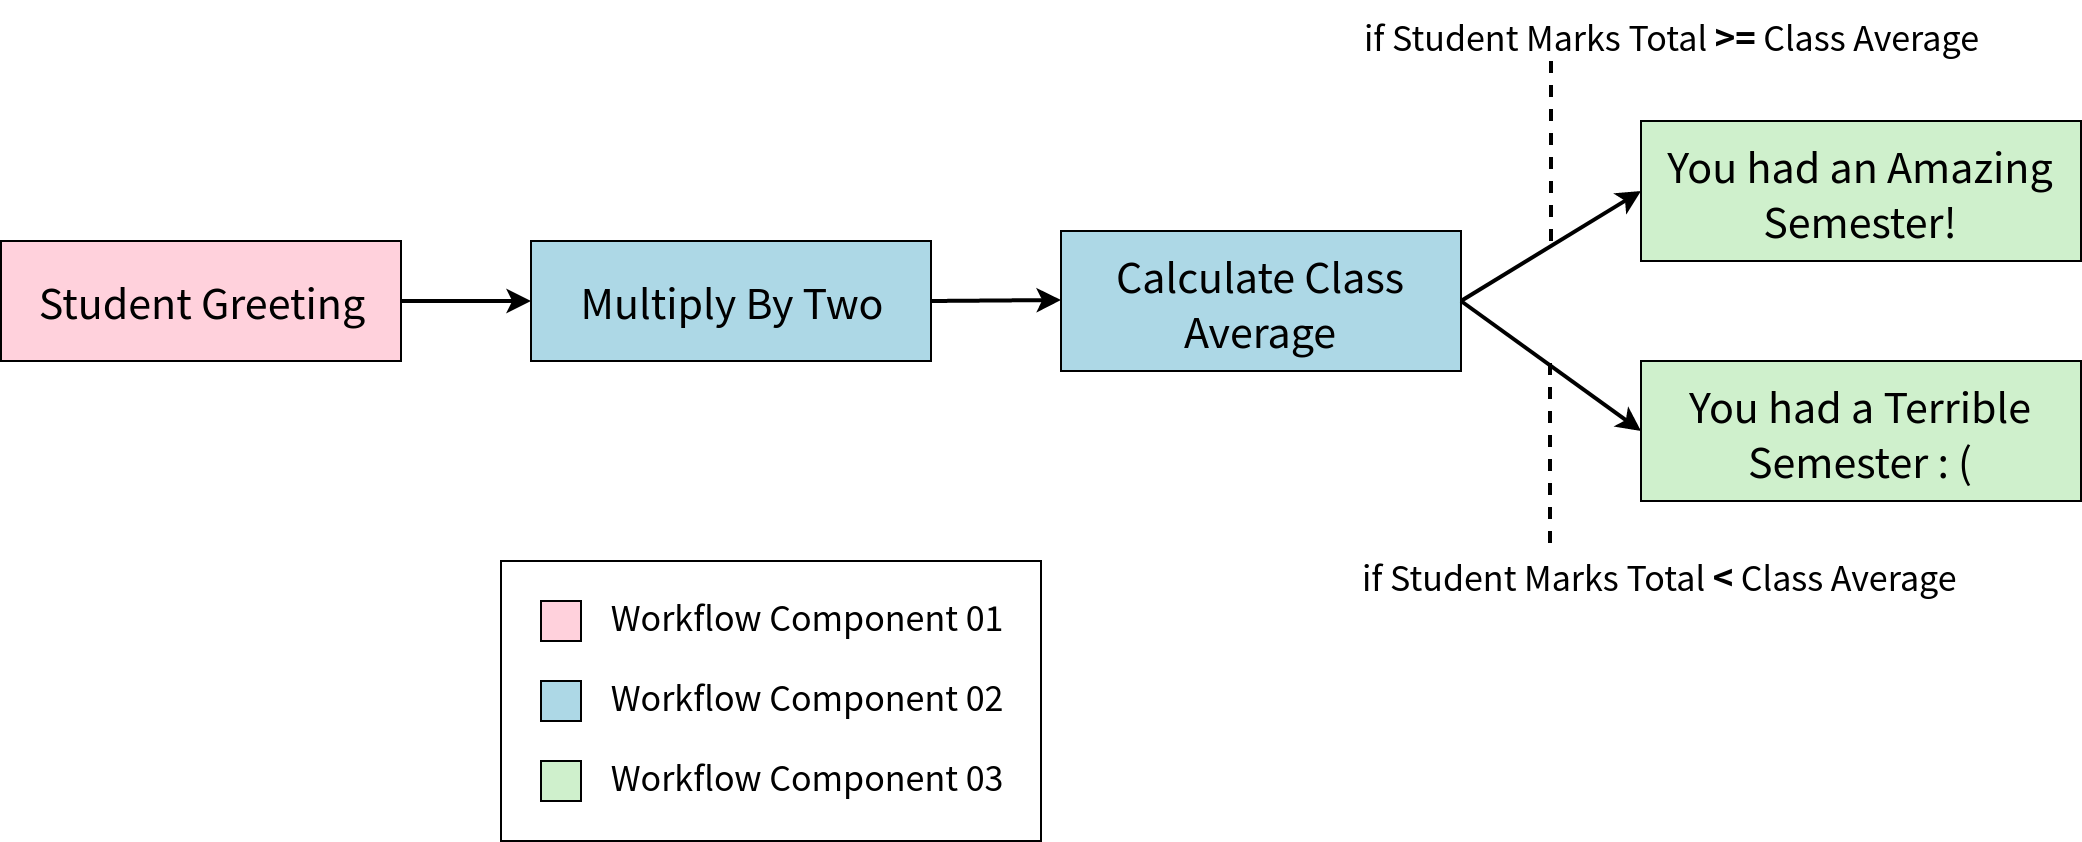 if Student Marks Total >= Class Average
You had an Amazing
Semester!
Student Greeting
Multiply By Two
Calculate Class
Average
You had a Terrible
Semester : (
if Student Marks Total < Class Average
Workflow Component 01
Workflow Component 02
Workflow Component 03